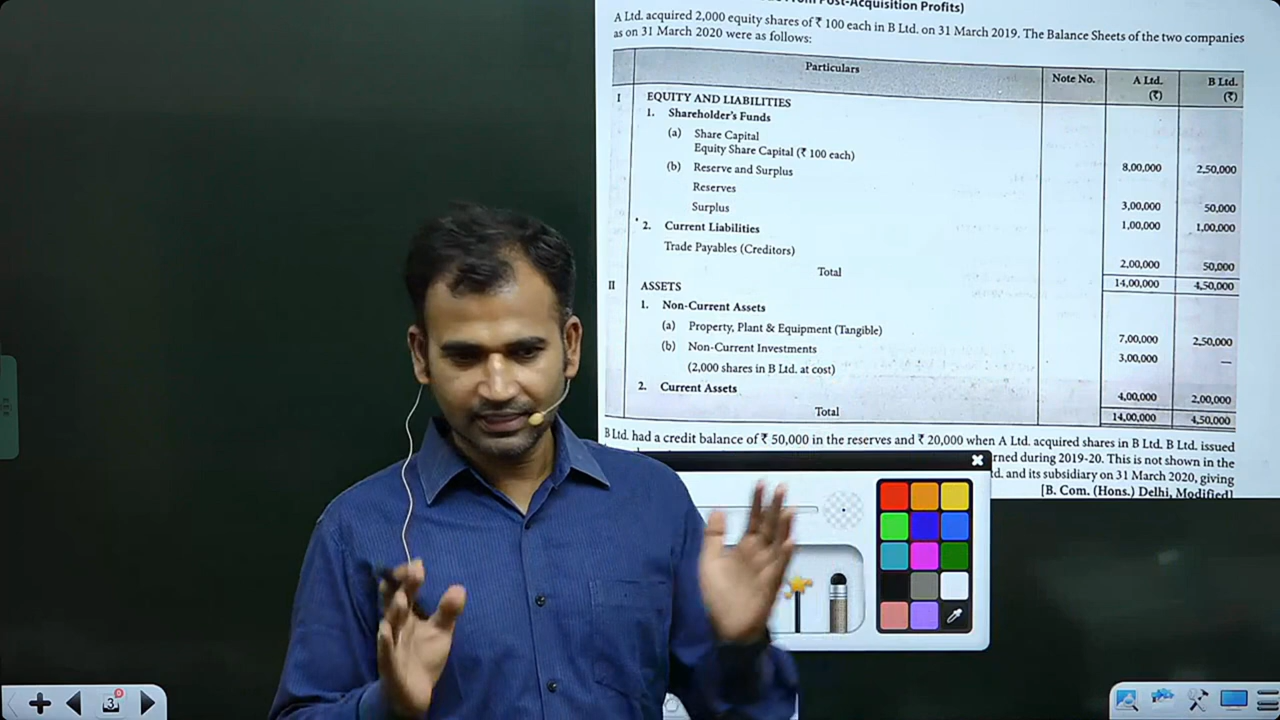 Post-Acquisition Profits)
A Ltd. acquired 2,000 equity shares of ₹ 100 each in B Ltd. on 31 March 2019. The Balance Sheets of the two companies
as on 31 March 2020 were as follows:
Particulars Note No. A Ltd. (₹) B Ltd. (₹)
I EQUITY AND LIABILITIES
1. Shareholder's Funds
(a) Share Capital
Equity Share Capital (₹ 100 each) 8,00,000 2,50,000
(b) Reserve and Surplus
Reserves 3,00,000 50,000
Surplus 1,00,000 1,00,000
2. Current Liabilities
Trade Payables (Creditors) 2,00,000 50,000
Total 14,00,000 4,50,000
II ASSETS
1. Non-Current Assets
(a) Property, Plant & Equipment (Tangible) 7,00,000 2,50,000
(b) Non-Current Investments 3,00,000 —
(2,000 shares in B Ltd. at cost)
2. Current Assets 4,00,000 2,00,000
Total 14,00,000 4,50,000
B Ltd. had a credit balance of ₹ 50,000 in the reserves and ₹ 20,000 when A Ltd. acquired shares in B Ltd. B Ltd. issued
rned during 2019-20. This is not shown in the
td. and its subsidiary on 31 March 2020, giving
[B. Com. (Hons.) Delhi, Modified]
3
0